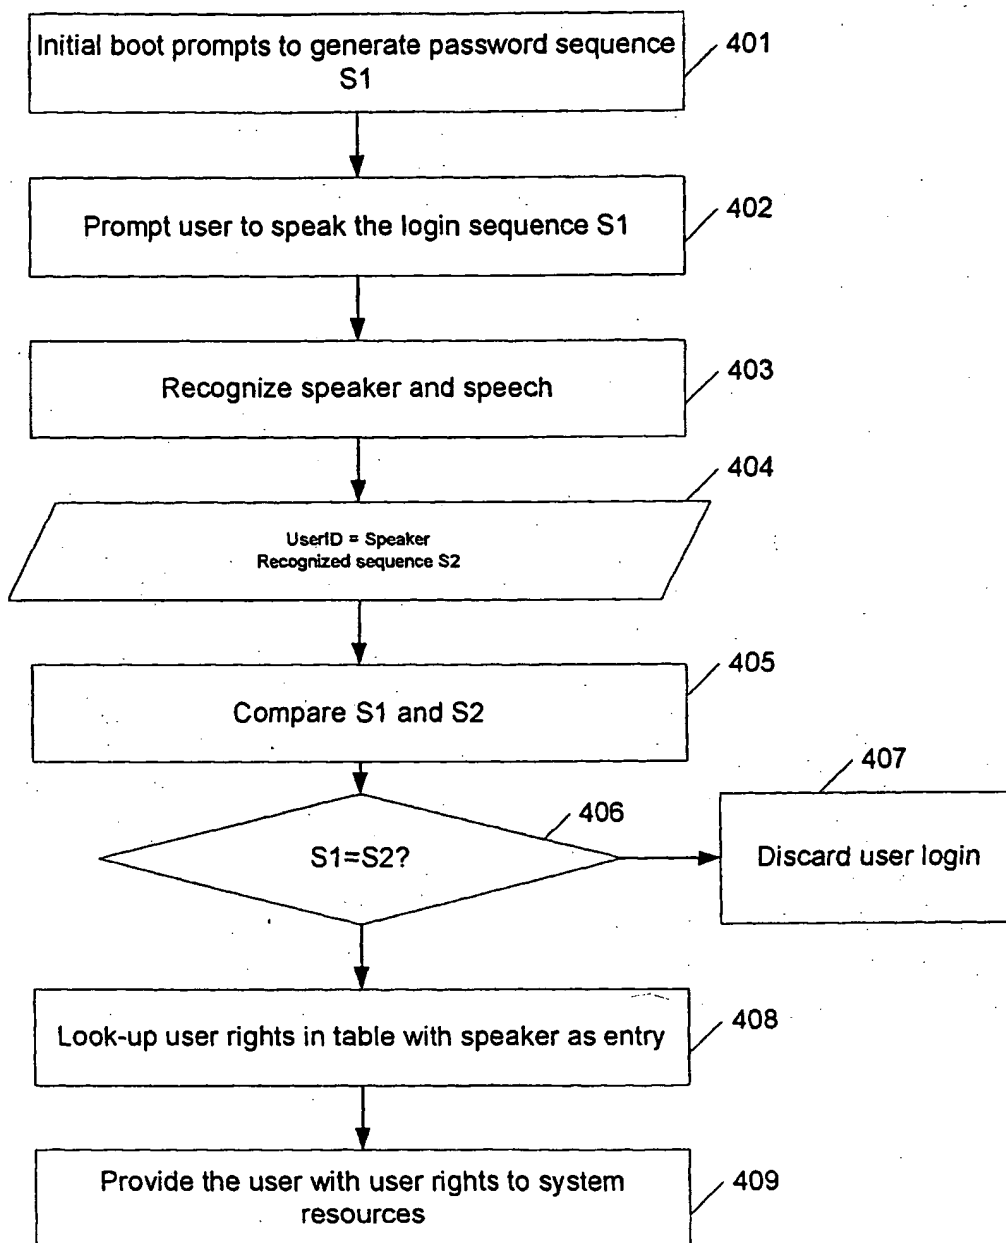 Initial boot prompts to generate password sequence
S1
401
Prompt user to speak the login sequence S1
402
Recognize speaker and speech
403
404
UserID = Speaker
Recognized sequence S2
Compare S1 and S2
405
S1=S2?
406
407
Discard user login
Look-up user rights in table with speaker as entry
408
Provide the user with user rights to system
resources
409